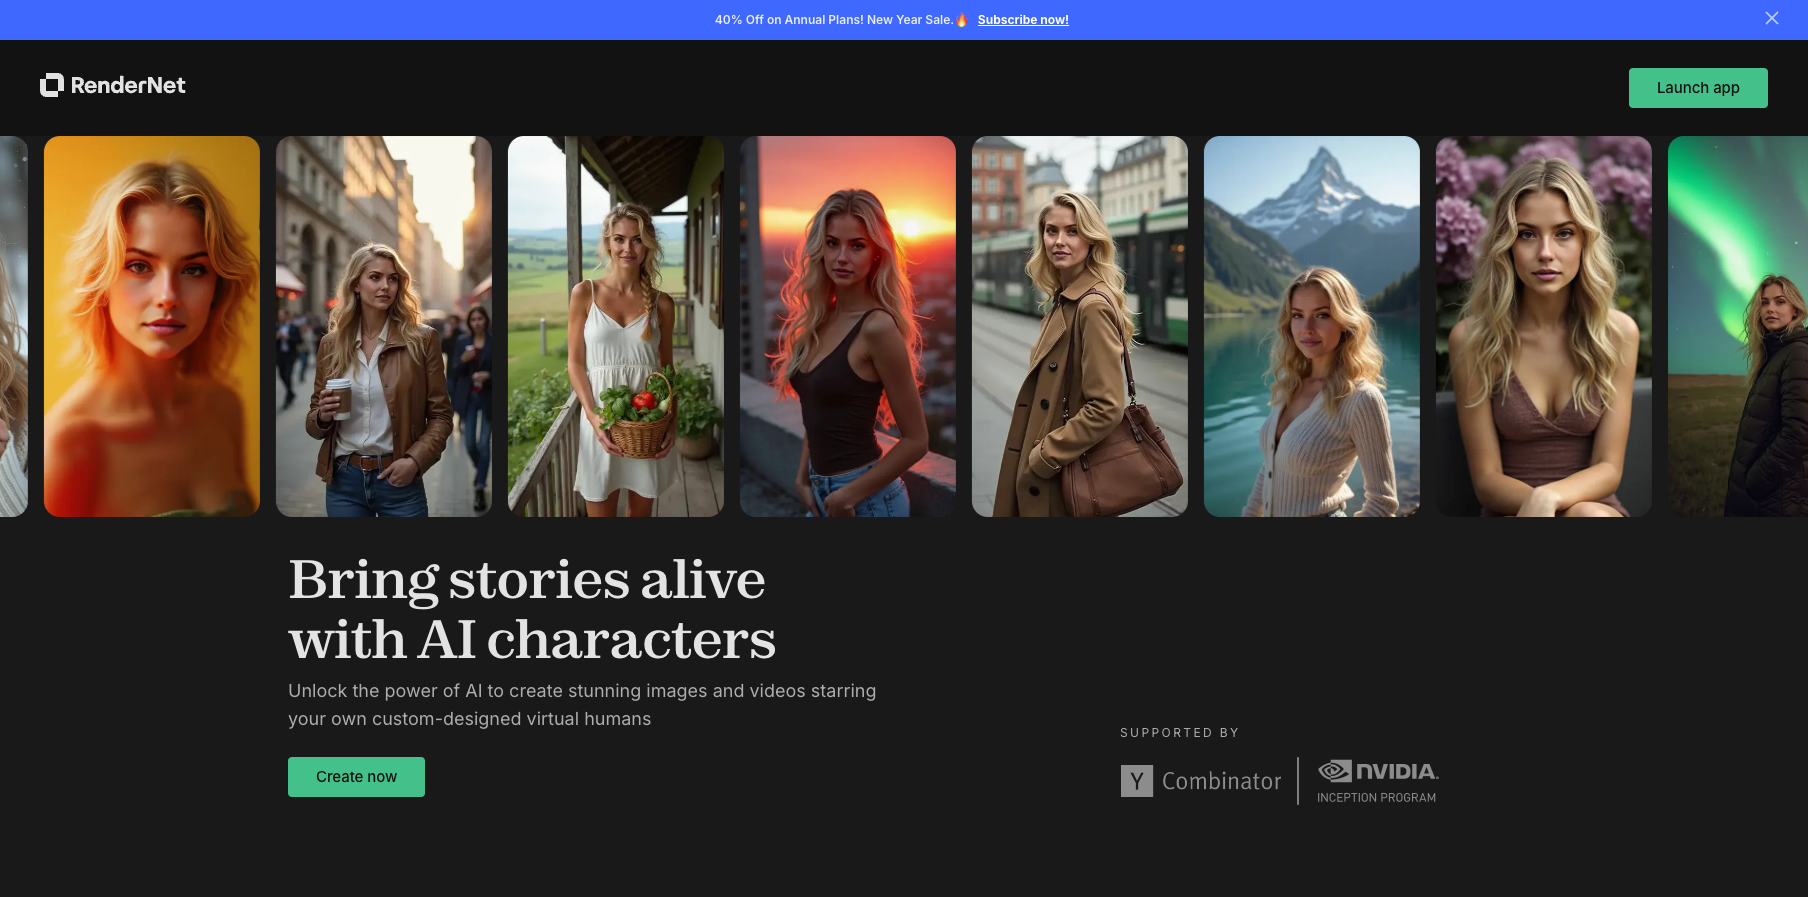 40% Off on Annual Plans! New Year Sale.🔥 Subscribe now!
RenderNet
Launch app
Bring stories alive
with AI characters
Unlock the power of AI to create stunning images and videos starring
your own custom-designed virtual humans
Create now
SUPPORTED BY
Y Combinator
NVIDIA.
INCEPTION PROGRAM